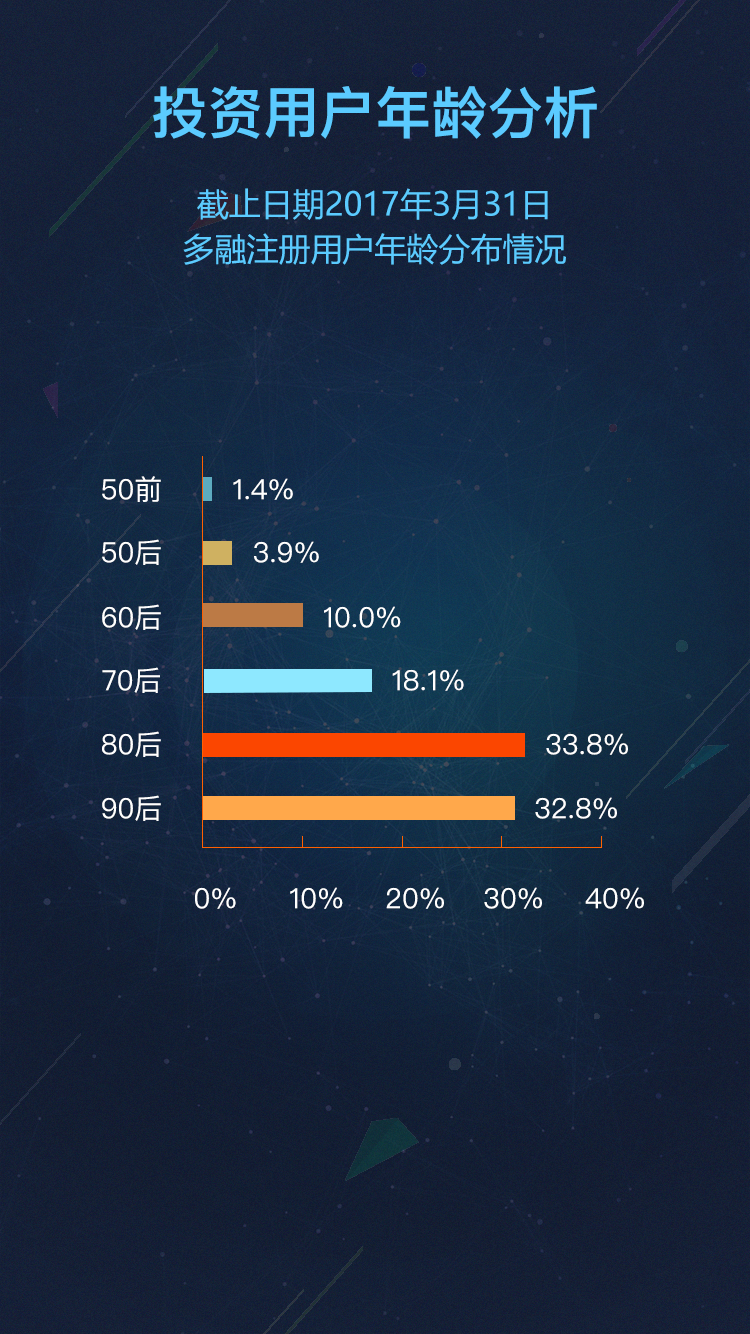 投资用户年龄分析
截止日期2017年3月31日
多融注册用户年龄分布情况
50前 1.4%
50后 3.9%
60后 10.0%
70后 18.1%
80后 33.8%
90后 32.8%
0% 10% 20% 30% 40%